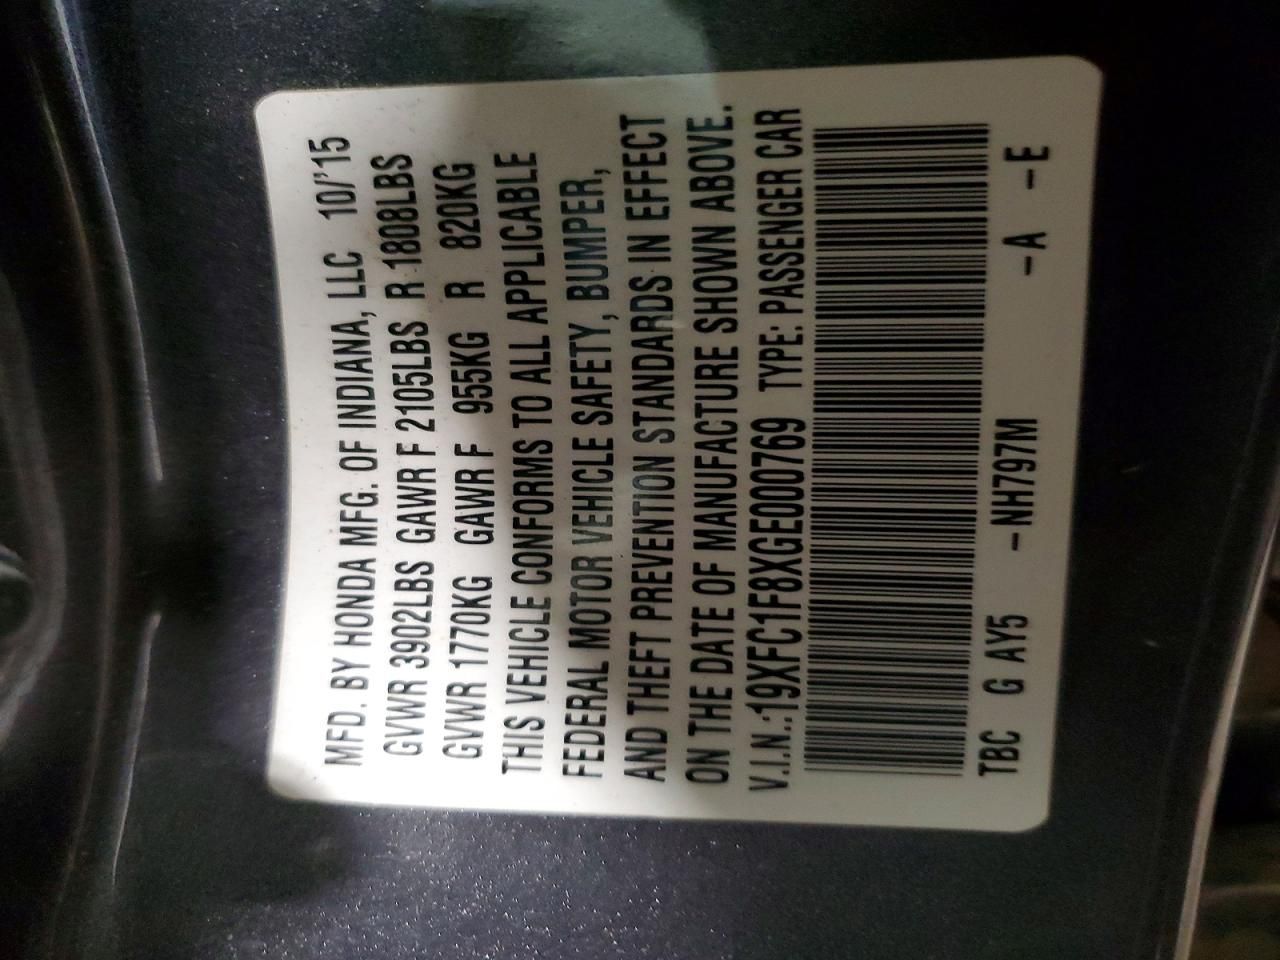 MFD. BY HONDA MFG. OF INDIANA, LLC 10/'15
GVWR 3902LBS GAWR F 2105LBS R 1808LBS
GVWR 1770KG GAWR F 955KG R 820KG
THIS VEHICLE CONFORMS TO ALL APPLICABLE
FEDERAL MOTOR VEHICLE SAFETY, BUMPER,
AND THEFT PREVENTION STANDARDS IN EFFECT
ON THE DATE OF MANUFACTURE SHOWN ABOVE.
V.I.N.:19XFC1F8XGE000769 TYPE: PASSENGER CAR
TBC G AY5 –NH797M –A –E